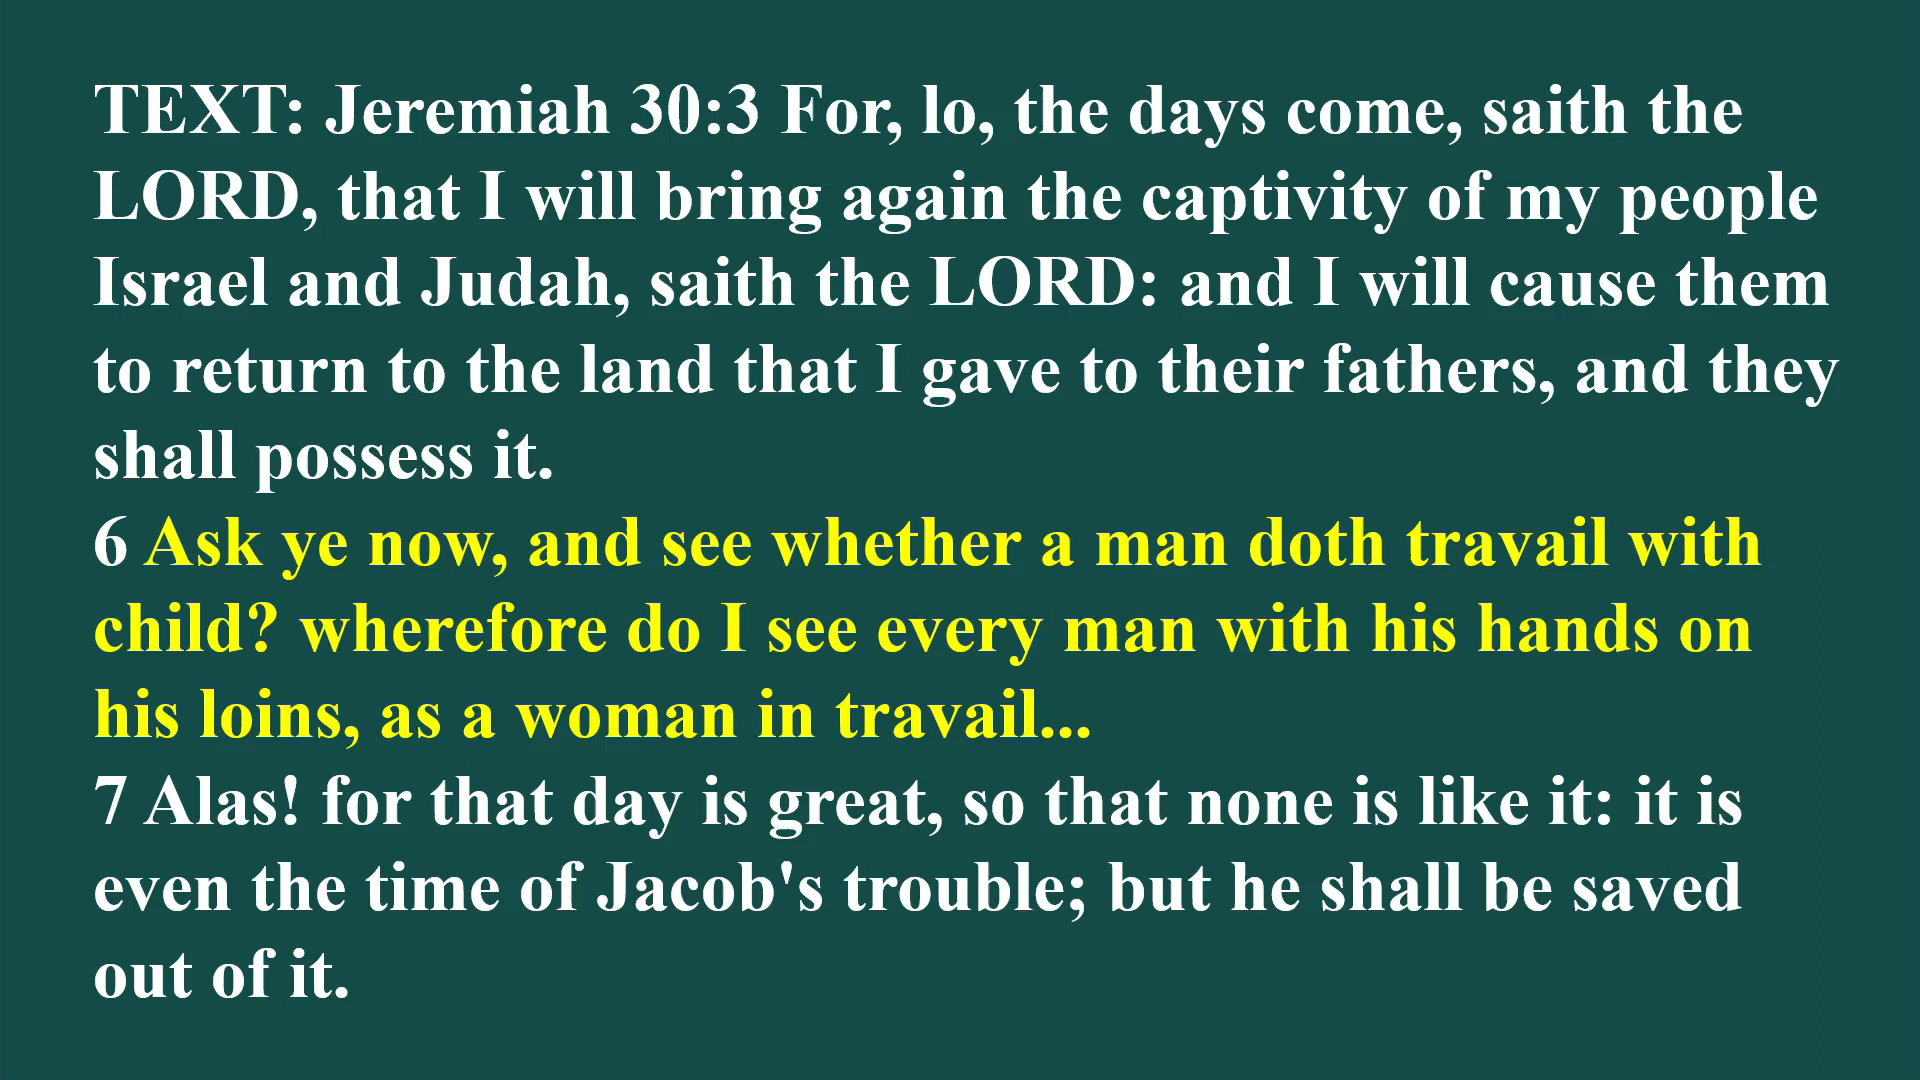 TEXT: Jeremiah 30:3 For, lo, the days come, saith the
LORD, that I will bring again the captivity of my people
Israel and Judah, saith the LORD: and I will cause them
to return to the land that I gave to their fathers, and they
shall possess it.
6 Ask ye now, and see whether a man doth travail with
child? wherefore do I see every man with his hands on
his loins, as a woman in travail...
7 Alas! for that day is great, so that none is like it: it is
even the time of Jacob's trouble; but he shall be saved
out of it.